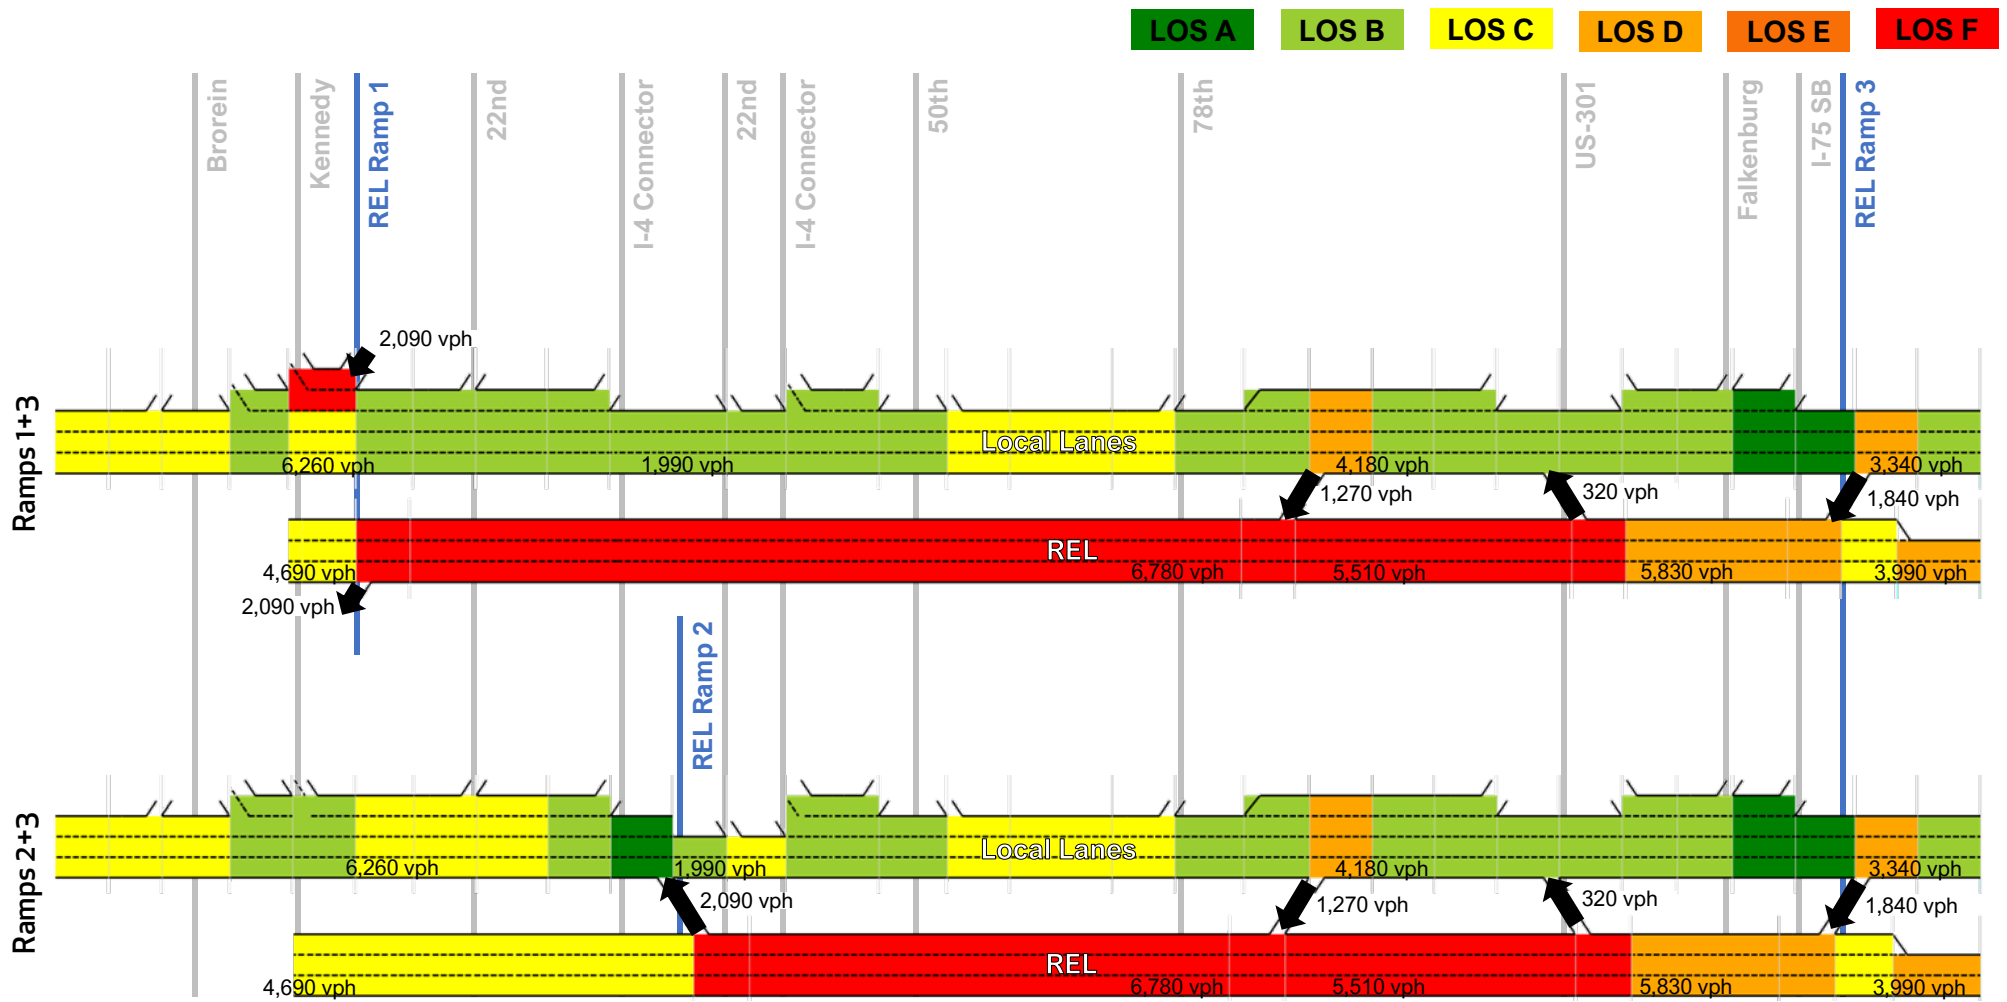 LOS A LOS B LOS C LOS D LOS E LOS F
Brorein
Kennedy
REL Ramp 1
22nd
I-4 Connector
22nd
I-4 Connector
50th
78th
US-301
Falkenburg
I-75 SB
REL Ramp 3
Ramps 1+3
2,090 vph
Local Lanes
6,260 vph
1,990 vph
4,180 vph
3,340 vph
1,270 vph
320 vph
1,840 vph
REL
4,690 vph
6,780 vph
5,510 vph
5,830 vph
3,990 vph
2,090 vph
REL Ramp 2
Ramps 2+3
Local Lanes
6,260 vph
1,990 vph
4,180 vph
3,340 vph
2,090 vph
1,270 vph
320 vph
1,840 vph
REL
4,690 vph
6,780 vph
5,510 vph
5,830 vph
3,990 vph